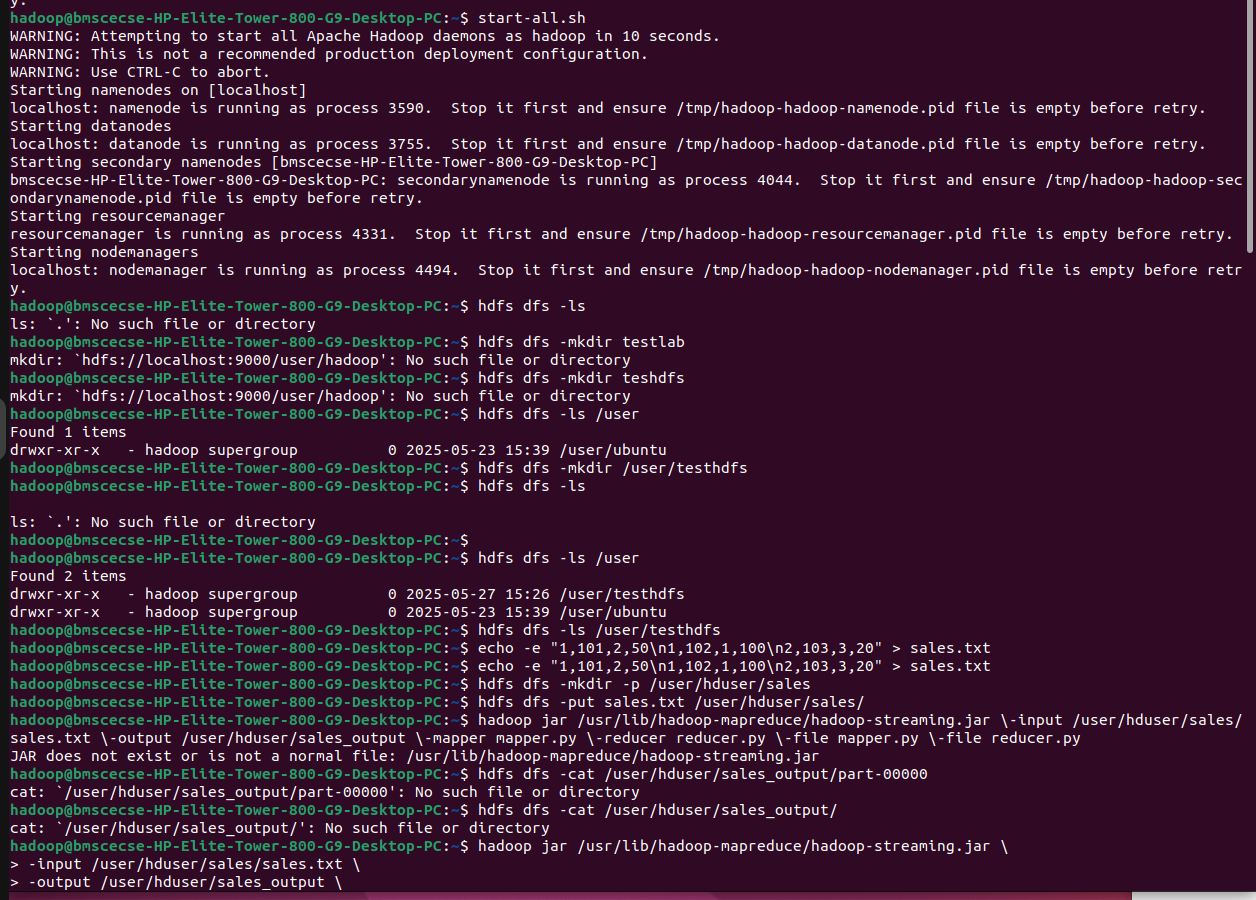 y.
hadoop@bmscecse-HP-Elite-Tower-800-G9-Desktop-PC:~$ start-all.sh
WARNING: Attempting to start all Apache Hadoop daemons as hadoop in 10 seconds.
WARNING: This is not a recommended production deployment configuration.
WARNING: Use CTRL-C to abort.
Starting namenodes on [localhost]
localhost: namenode is running as process 3590.  Stop it first and ensure /tmp/hadoop-hadoop-namenode.pid file is empty before retry.
Starting datanodes
localhost: datanode is running as process 3755.  Stop it first and ensure /tmp/hadoop-hadoop-datanode.pid file is empty before retry.
Starting secondary namenodes [bmscecse-HP-Elite-Tower-800-G9-Desktop-PC]
bmscecse-HP-Elite-Tower-800-G9-Desktop-PC: secondarynamenode is running as process 4044.  Stop it first and ensure /tmp/hadoop-hadoop-sec
ondarynamenode.pid file is empty before retry.
Starting resourcemanager
resourcemanager is running as process 4331.  Stop it first and ensure /tmp/hadoop-hadoop-resourcemanager.pid file is empty before retry.
Starting nodemanagers
localhost: nodemanager is running as process 4494.  Stop it first and ensure /tmp/hadoop-hadoop-nodemanager.pid file is empty before retr
y.
hadoop@bmscecse-HP-Elite-Tower-800-G9-Desktop-PC:~$ hdfs dfs -ls
ls: `.': No such file or directory
hadoop@bmscecse-HP-Elite-Tower-800-G9-Desktop-PC:~$ hdfs dfs -mkdir testlab
mkdir: `hdfs://localhost:9000/user/hadoop': No such file or directory
hadoop@bmscecse-HP-Elite-Tower-800-G9-Desktop-PC:~$ hdfs dfs -mkdir teshdfs
mkdir: `hdfs://localhost:9000/user/hadoop': No such file or directory
hadoop@bmscecse-HP-Elite-Tower-800-G9-Desktop-PC:~$ hdfs dfs -ls /user
Found 1 items
drwxr-xr-x   - hadoop supergroup          0 2025-05-23 15:39 /user/ubuntu
hadoop@bmscecse-HP-Elite-Tower-800-G9-Desktop-PC:~$ hdfs dfs -mkdir /user/testhdfs
hadoop@bmscecse-HP-Elite-Tower-800-G9-Desktop-PC:~$ hdfs dfs -ls
ls: `.': No such file or directory
hadoop@bmscecse-HP-Elite-Tower-800-G9-Desktop-PC:~$
hadoop@bmscecse-HP-Elite-Tower-800-G9-Desktop-PC:~$ hdfs dfs -ls /user
Found 2 items
drwxr-xr-x   - hadoop supergroup          0 2025-05-27 15:26 /user/testhdfs
drwxr-xr-x   - hadoop supergroup          0 2025-05-23 15:39 /user/ubuntu
hadoop@bmscecse-HP-Elite-Tower-800-G9-Desktop-PC:~$ hdfs dfs -ls /user/testhdfs
hadoop@bmscecse-HP-Elite-Tower-800-G9-Desktop-PC:~$ echo -e "1,101,2,50\n1,102,1,100\n2,103,3,20" > sales.txt
hadoop@bmscecse-HP-Elite-Tower-800-G9-Desktop-PC:~$ echo -e "1,101,2,50\n1,102,1,100\n2,103,3,20" > sales.txt
hadoop@bmscecse-HP-Elite-Tower-800-G9-Desktop-PC:~$ hdfs dfs -mkdir -p /user/hduser/sales
hadoop@bmscecse-HP-Elite-Tower-800-G9-Desktop-PC:~$ hdfs dfs -put sales.txt /user/hduser/sales/
hadoop@bmscecse-HP-Elite-Tower-800-G9-Desktop-PC:~$ hadoop jar /usr/lib/hadoop-mapreduce/hadoop-streaming.jar \-input /user/hduser/sales/
sales.txt \-output /user/hduser/sales_output \-mapper mapper.py \-reducer reducer.py \-file mapper.py \-file reducer.py
JAR does not exist or is not a normal file: /usr/lib/hadoop-mapreduce/hadoop-streaming.jar
hadoop@bmscecse-HP-Elite-Tower-800-G9-Desktop-PC:~$ hdfs dfs -cat /user/hduser/sales_output/part-00000
cat: `/user/hduser/sales_output/part-00000': No such file or directory
hadoop@bmscecse-HP-Elite-Tower-800-G9-Desktop-PC:~$ hdfs dfs -cat /user/hduser/sales_output/
cat: `/user/hduser/sales_output/': No such file or directory
hadoop@bmscecse-HP-Elite-Tower-800-G9-Desktop-PC:~$ hadoop jar /usr/lib/hadoop-mapreduce/hadoop-streaming.jar \
> -input /user/hduser/sales/sales.txt \
> -output /user/hduser/sales_output \